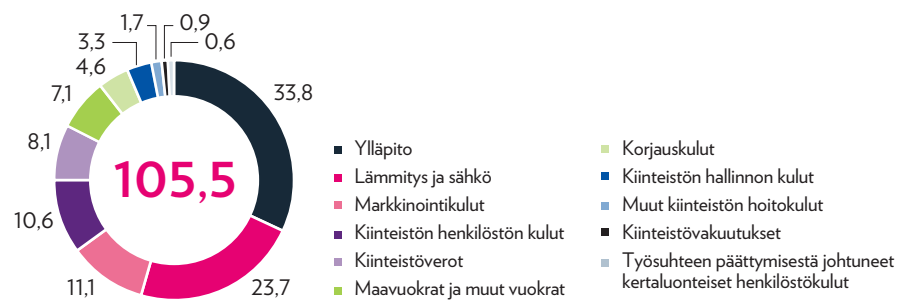 1,7
0,9
3,3
0,6
4,6
33,8
7,1
8,1
105,5
10,6
11,1
23,7
Ylläpito
Lämmitys ja sähkö
Markkinointikulut
Kiinteistön henkilöstön kulut
Kiinteistöverot
Maavuokrat ja muut vuokrat
Korjauskulut
Kiinteistön hallinnon kulut
Muut kiinteistön hoitokulut
Kiinteistövakuutukset
Työsuhteen päättymisestä johtuneet
kertaluonteiset henkilöstökulut